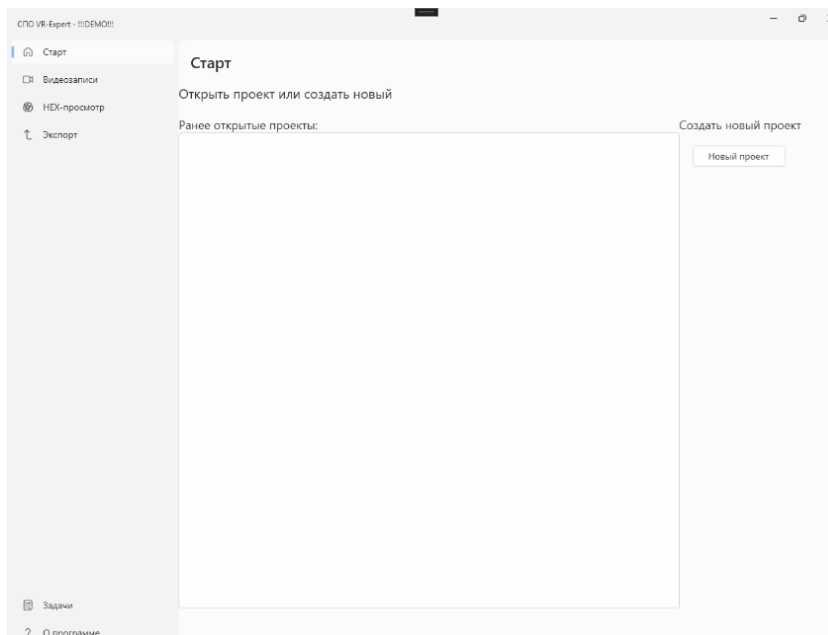 СПО VR-Expert - !!!DEMO!!!
Старт
Видеозаписи
HEX-просмотр
Экспорт
Старт
Открыть проект или создать новый
Ранее открытые проекты:
Создать новый проект
Новый проект
Задачи
О программе